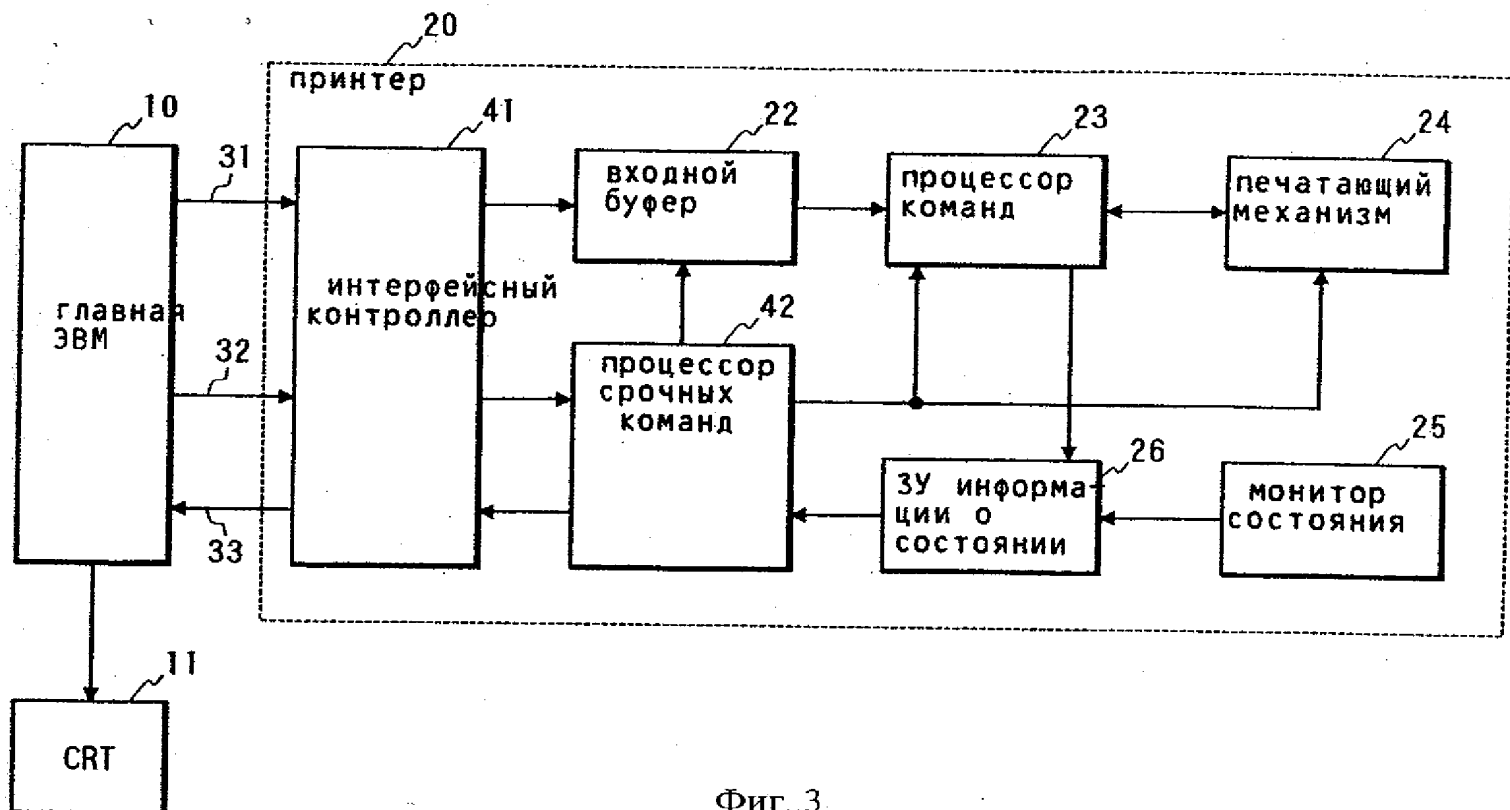 20
принтер
10
41
22
23
24
31
входной
буфер
процессор
команд
печатающий
механизм
интерфейсный
контроллер
главная
ЭВМ
42
32
процессор
срочных
команд
26
25
ЗУ информа-
ции о
состоянии
монитор
состояния
33
11
CRT
Фиг. 3